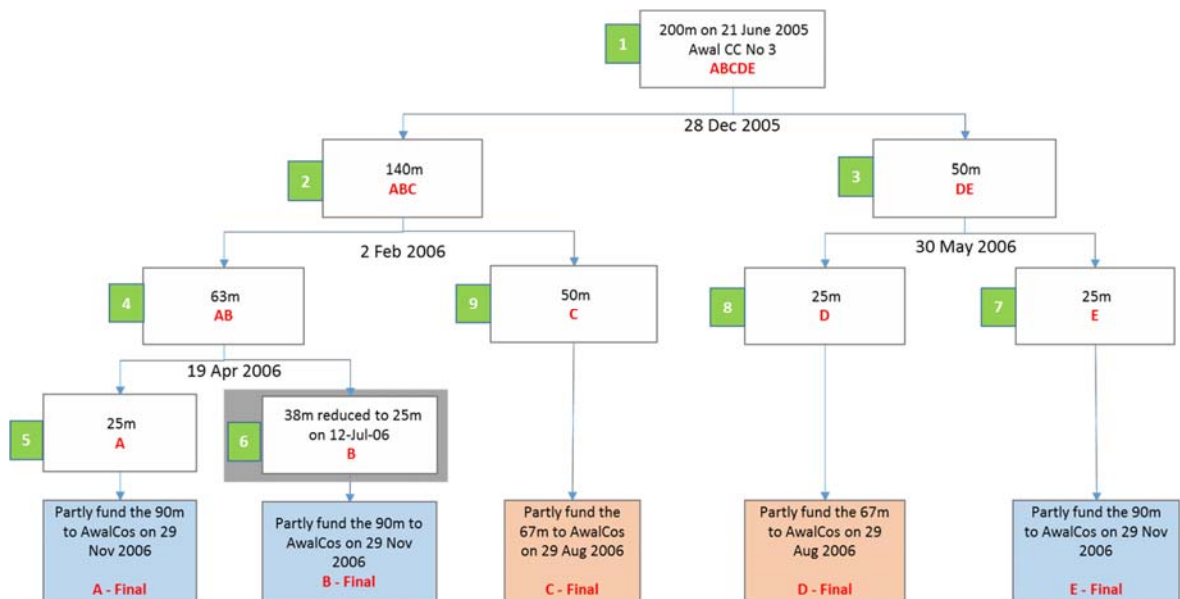 1
200m on 21 June 2005
Awal CC No 3
ABCDE
28 Dec 2005
2
140m
ABC
3
50m
DE
2 Feb 2006
30 May 2006
4
63m
AB
9
50m
C
8
25m
D
7
25m
E
19 Apr 2006
5
25m
A
6
38m reduced to 25m
on 12-Jul-06
B
Partly fund the 90m
to AwalCos on 29
Nov 2006
A - Final
Partly fund the 90m to
AwalCos on 29 Nov
2006
B - Final
Partly fund the
67m to AwalCos
on 29 Aug 2006
C - Final
Partly fund the 67m
to AwalCos on 29
Aug 2006
D - Final
Partly fund the 90m
to AwalCos on 29
Nov 2006
E - Final